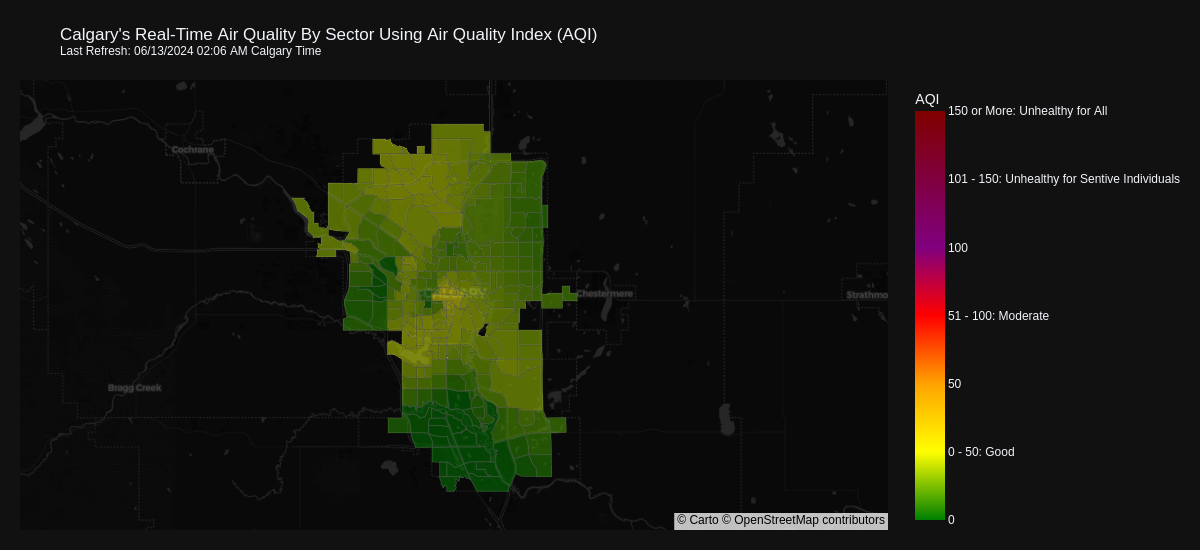 Calgary's Real-Time Air Quality By Sector Using Air Quality Index (AQI)
Last Refresh: 06/13/2024 02:06 AM Calgary Time
AQI
150 or More: Unhealthy for All
Cochrane
101 - 150: Unhealthy for Sentive Individuals
100
CALGARY
Chestermere
Strathmo
51 - 100: Moderate
Bragg Creek
50
0 - 50: Good
© Carto © OpenStreetMap contributors
0